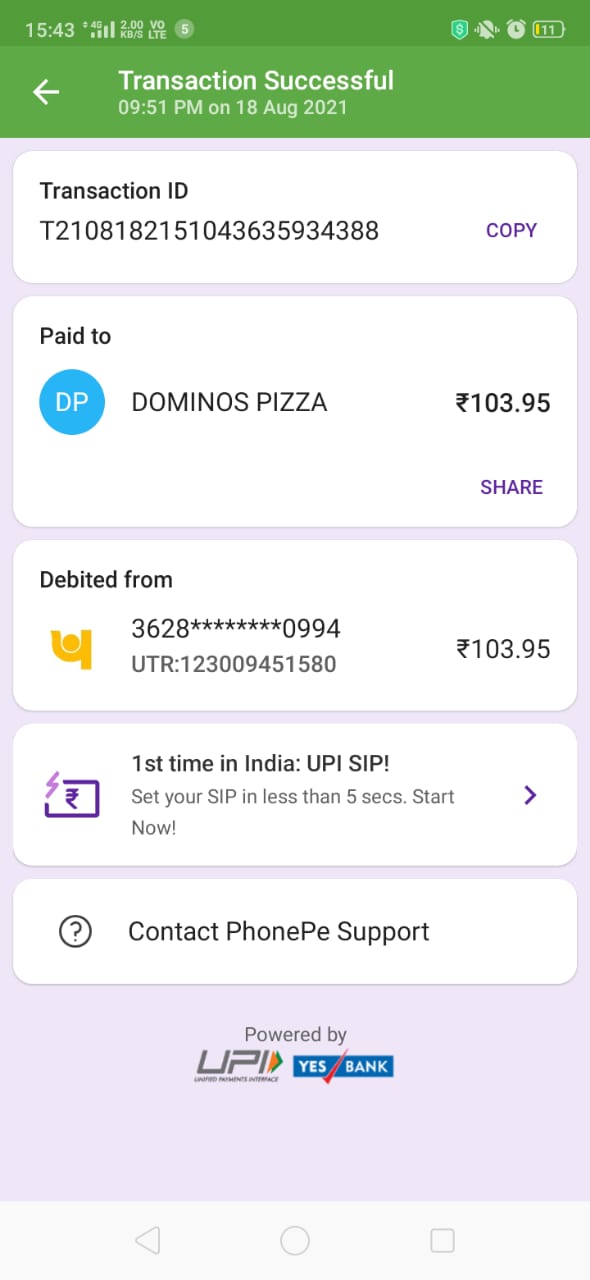 15:43 4G 2.00 KB/S VO LTE 5 11
Transaction Successful
09:51 PM on 18 Aug 2021
Transaction ID
T2108182151043635934388 COPY
Paid to
DP DOMINOS PIZZA ₹103.95
SHARE
Debited from
3628********0994
UTR:123009451580 ₹103.95
1st time in India: UPI SIP!
Set your SIP in less than 5 secs. Start
Now!
Contact PhonePe Support
Powered by
UPI YES BANK
UNIFIED PAYMENTS INTERFACE